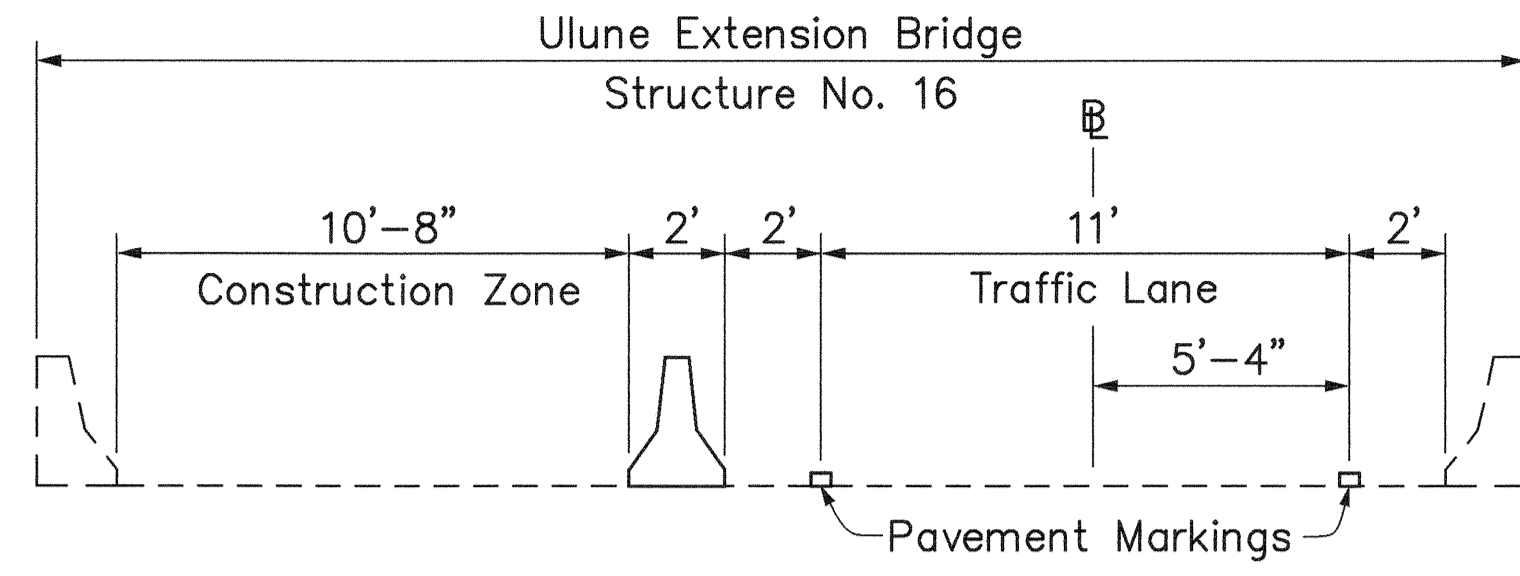 Ulune Extension Bridge
Structure No. 16
BL
10'-8" 2' 2' 11' 2'
Construction Zone Traffic Lane
5'-4"
Pavement Markings